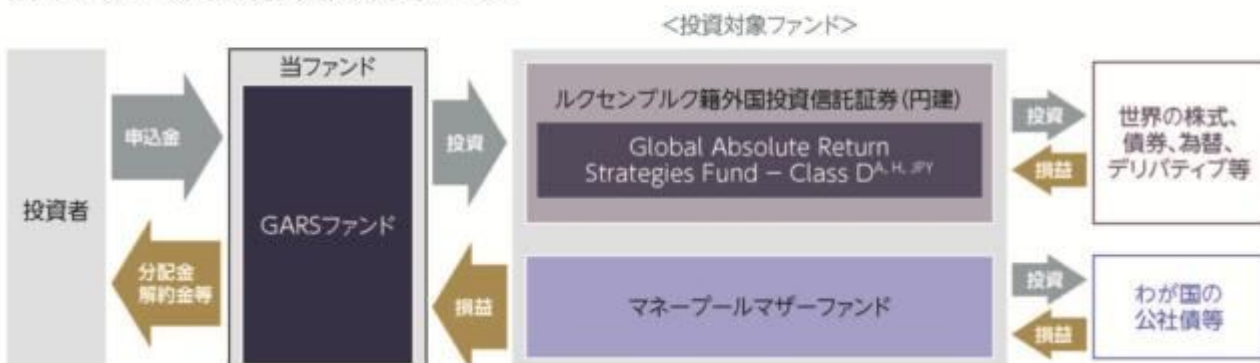 <投資対象ファンド>
当ファンド
投資者
申込金
分配金
解約金等
GARSファンド
投資
損益
ルクセンブルク籍外国投資信託証券(円建)
Global Absolute Return
Strategies Fund – Class D^A, H, JPY
マネープールマザーファンド
投資
損益
世界の株式、
債券、為替、
デリバティブ等
投資
損益
わが国の
公社債等